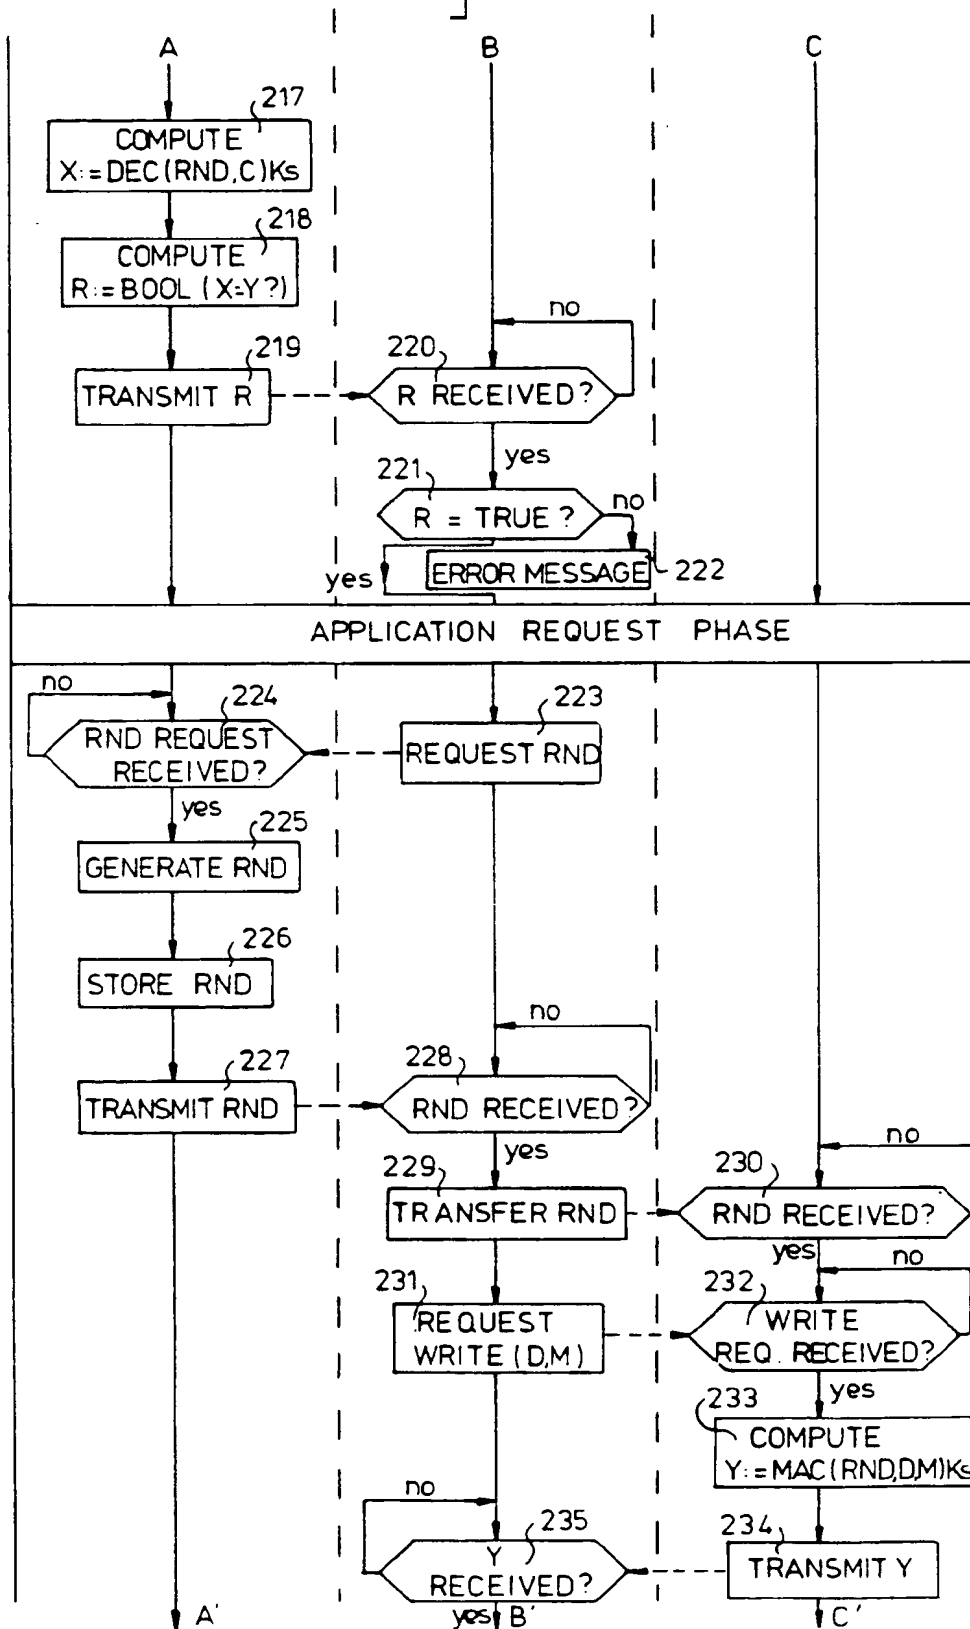 A B C
217
COMPUTE
X:=DEC(RND,C)Ks
218
COMPUTE
R:=BOOL (X=Y?)
no
219
TRANSMIT R
220
R RECEIVED?
yes
221
R = TRUE ?
no
yes
ERROR MESSAGE
222
APPLICATION REQUEST PHASE
no
224
RND REQUEST
RECEIVED?
223
REQUEST RND
yes
225
GENERATE RND
226
STORE RND
no
227
TRANSMIT RND
228
RND RECEIVED?
yes
no
229
TRANSFER RND
230
RND RECEIVED?
yes
no
231
REQUEST
WRITE (D,M)
232
WRITE
REQ. RECEIVED?
yes
233
COMPUTE
Y:=MAC(RND,D,M)Ks
no
235
Y
RECEIVED?
234
TRANSMIT Y
A' yes B' C'